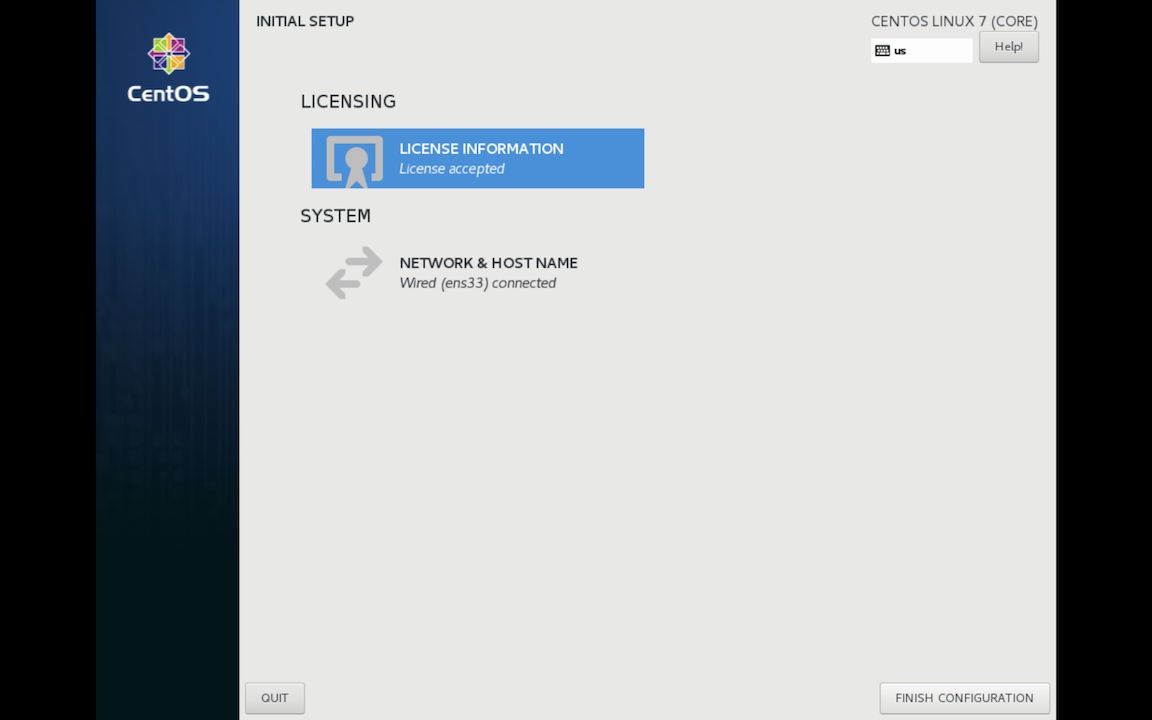 INITIAL SETUP
CENTOS LINUX 7 (CORE)
us
Help!
CentOS
LICENSING
LICENSE INFORMATION
License accepted
SYSTEM
NETWORK & HOST NAME
Wired (ens33) connected
QUIT
FINISH CONFIGURATION